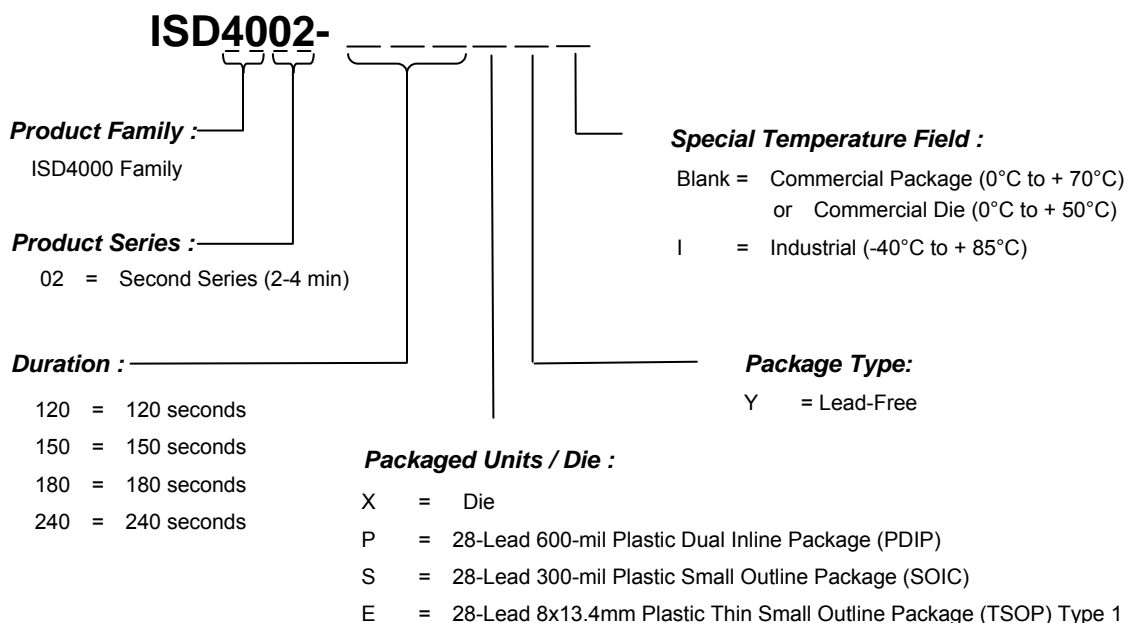 ISD4002- _ _ _ _ _ _
Product Family :
ISD4000 Family
Product Series :
02 = Second Series (2-4 min)
Duration :
120 = 120 seconds
150 = 150 seconds
180 = 180 seconds
240 = 240 seconds
Special Temperature Field :
Blank = Commercial Package (0°C to + 70°C)
or Commercial Die (0°C to + 50°C)
I = Industrial (-40°C to + 85°C)
Package Type:
Y = Lead-Free
Packaged Units / Die :
X = Die
P = 28-Lead 600-mil Plastic Dual Inline Package (PDIP)
S = 28-Lead 300-mil Plastic Small Outline Package (SOIC)
E = 28-Lead 8x13.4mm Plastic Thin Small Outline Package (TSOP) Type 1